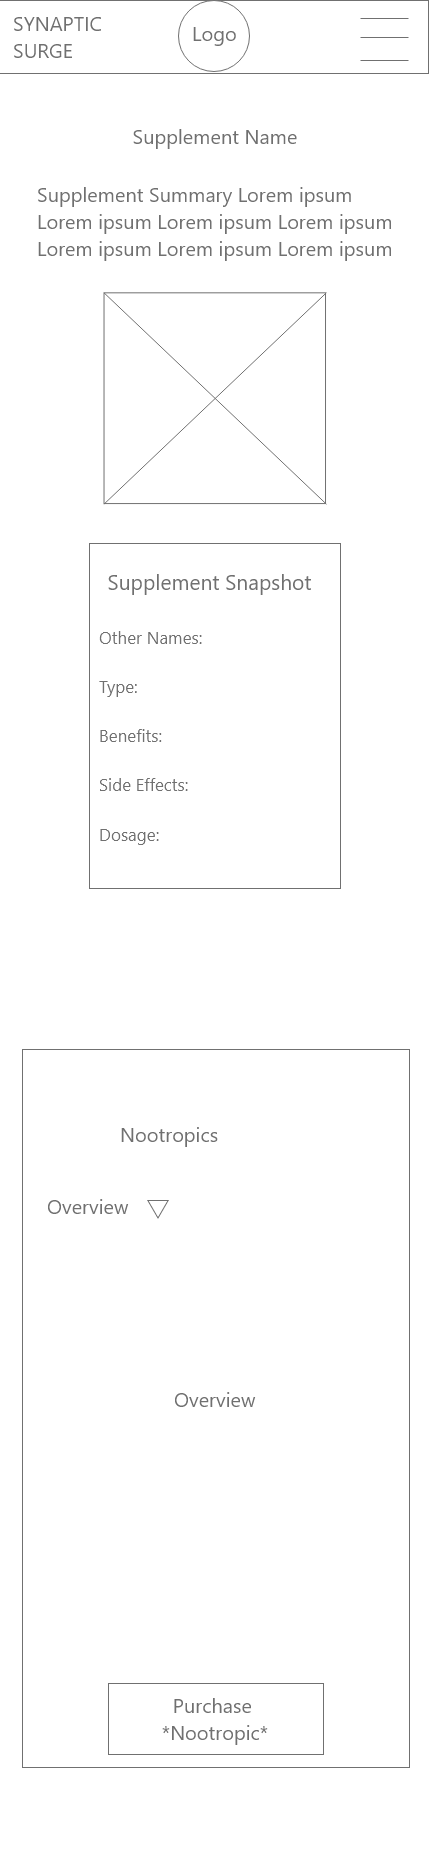 SYNAPTIC
SURGE
Logo
Supplement Name
Supplement Summary Lorem ipsum
Lorem ipsum Lorem ipsum Lorem ipsum
Lorem ipsum Lorem ipsum Lorem ipsum
Supplement Snapshot
Other Names:
Type:
Benefits:
Side Effects:
Dosage:
Nootropics
Overview
Overview
Purchase
*Nootropic*